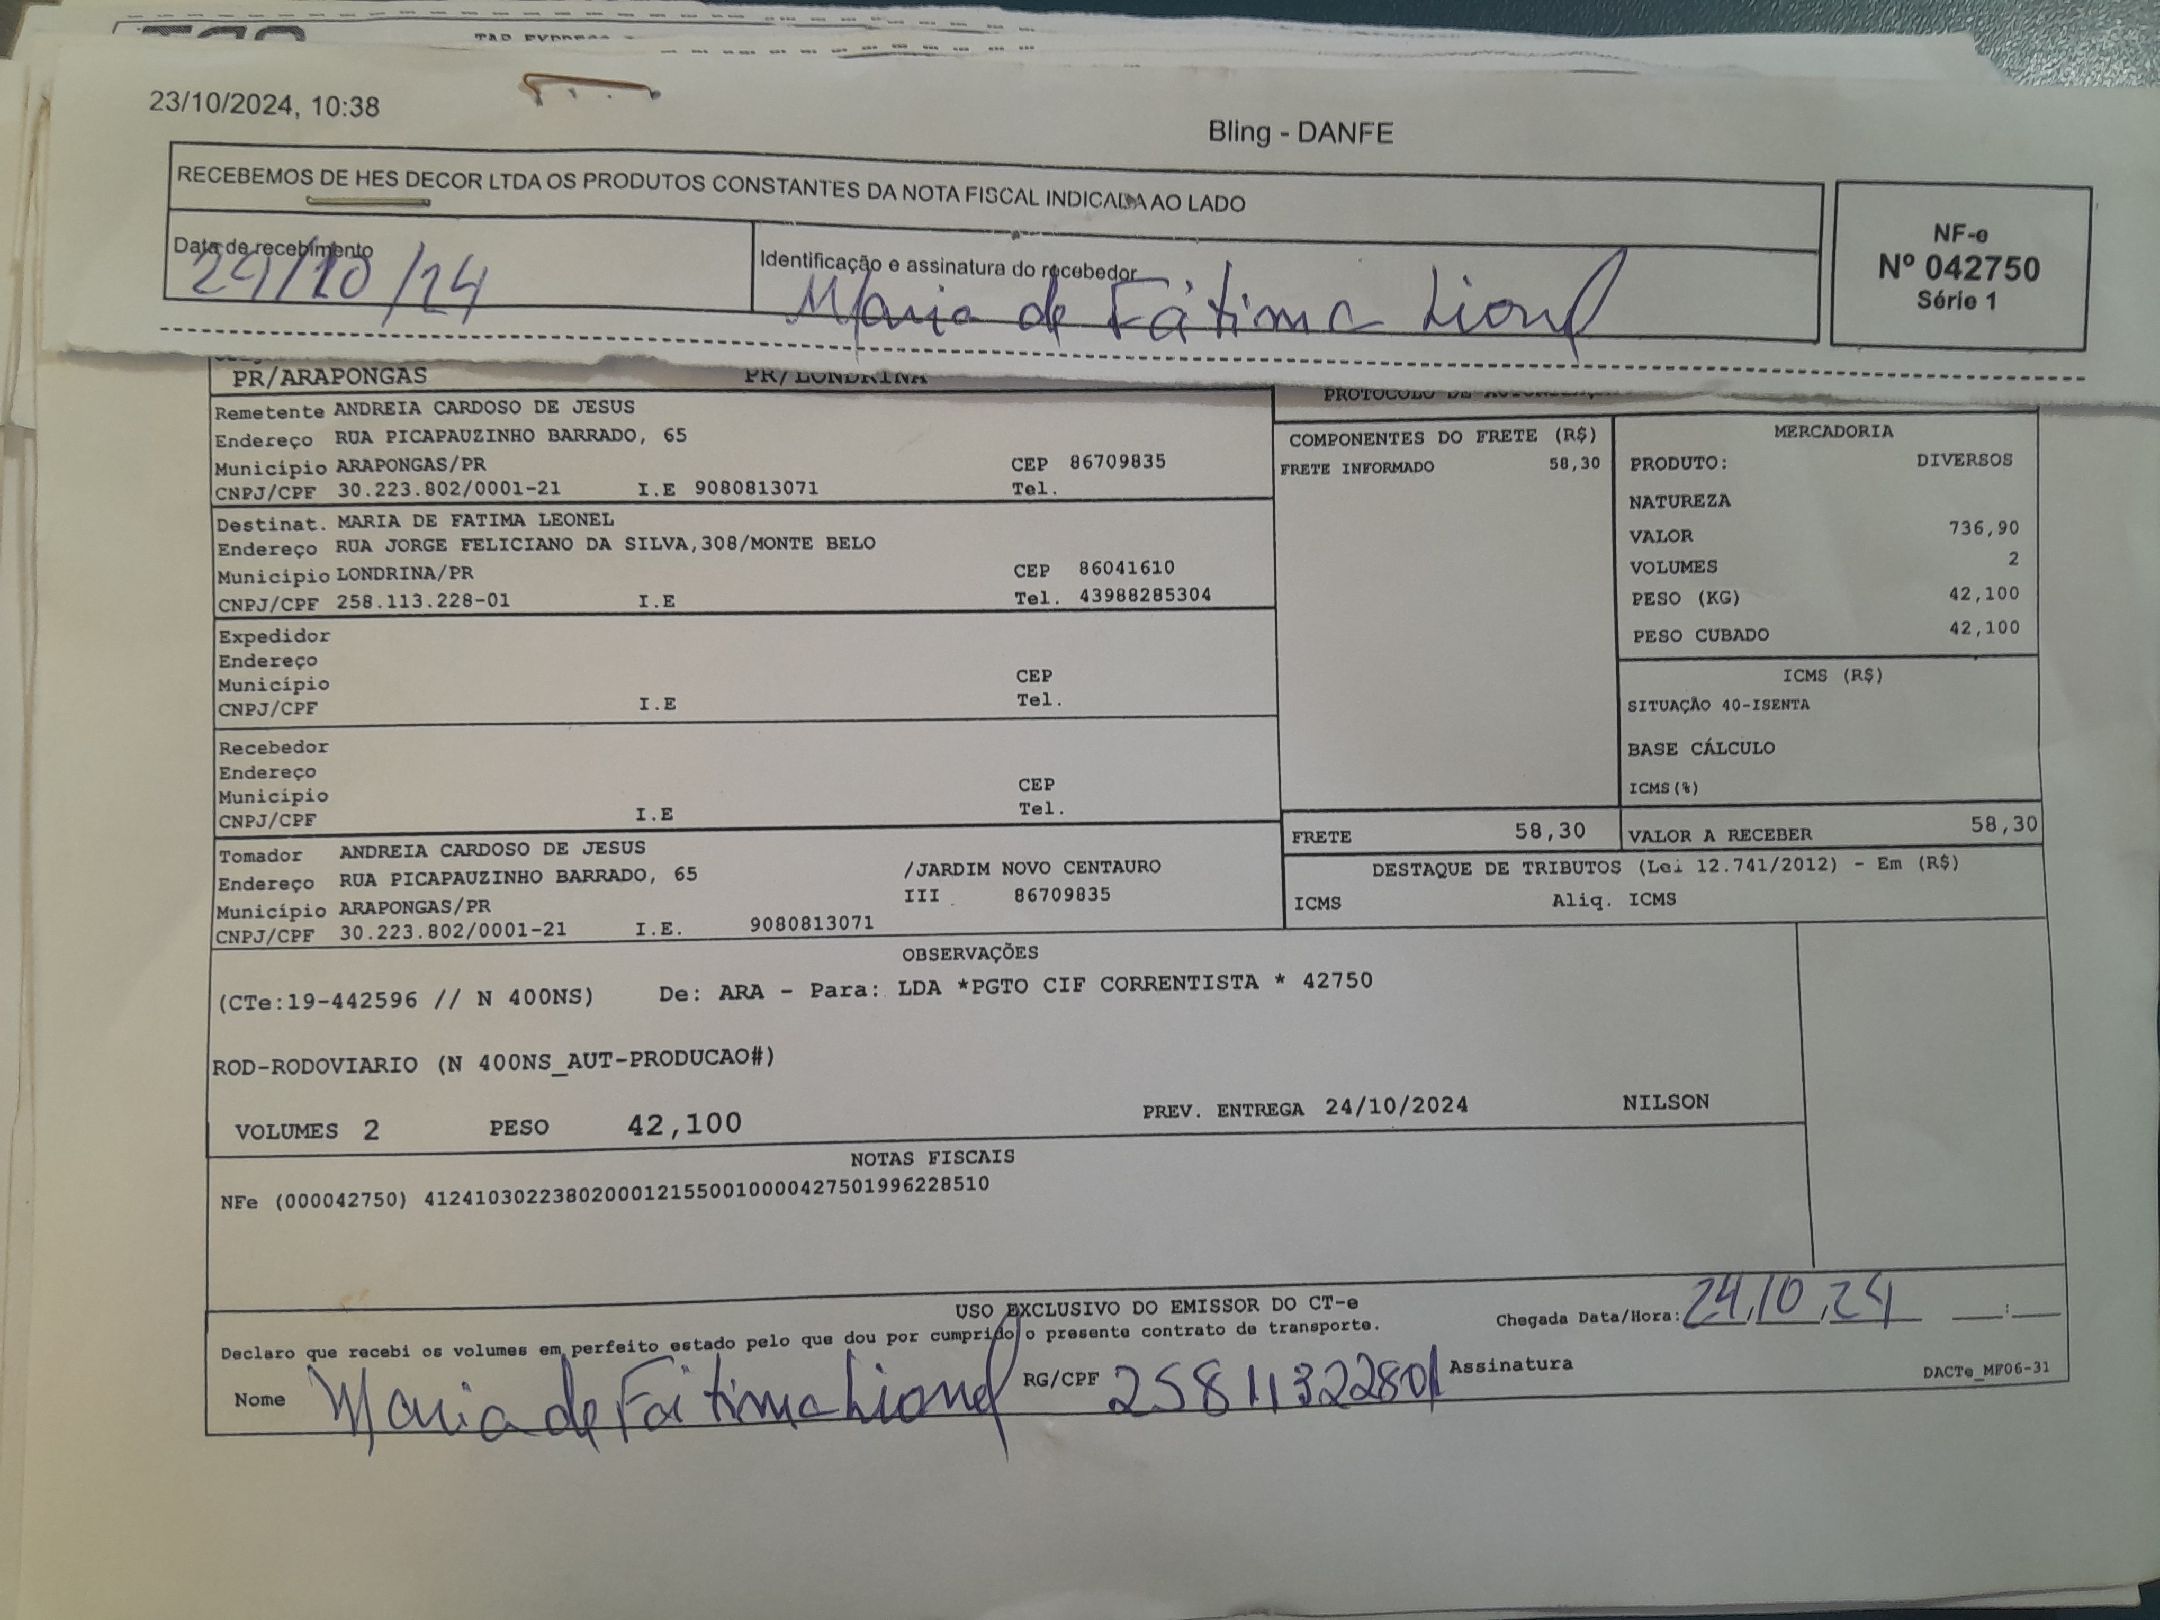 TAP EXPRESS
23/10/2024, 10:38
Bling - DANFE
RECEBEMOS DE HES DECOR LTDA OS PRODUTOS CONSTANTES DA NOTA FISCAL INDICADA AO LADO
Data de recebimento
24/10/24
Identificação e assinatura do recebedor
Maria de Fátima Lionel
NF-e
Nº 042750
Série 1
PR/ARAPONGAS
PR/LONDRINA
PROTOCOLO DE
Remetente ANDREIA CARDOSO DE JESUS
Endereço RUA PICAPAUZINHO BARRADO, 65
Município ARAPONGAS/PR CEP 86709835
CNPJ/CPF 30.223.802/0001-21 I.E 9080813071 Tel.
Destinat. MARIA DE FATIMA LEONEL
Endereço RUA JORGE FELICIANO DA SILVA,308/MONTE BELO
Município LONDRINA/PR CEP 86041610
CNPJ/CPF 258.113.228-01 I.E Tel. 43988285304
Expedidor
Endereço
Município CEP
CNPJ/CPF I.E Tel.
Recebedor
Endereço
Município CEP
CNPJ/CPF I.E Tel.
Tomador ANDREIA CARDOSO DE JESUS
Endereço RUA PICAPAUZINHO BARRADO, 65 /JARDIM NOVO CENTAURO
Município ARAPONGAS/PR III 86709835
CNPJ/CPF 30.223.802/0001-21 I.E. 9080813071
COMPONENTES DO FRETE (R$)
FRETE INFORMADO 58,30
MERCADORIA
PRODUTO: DIVERSOS
NATUREZA
VALOR 736,90
VOLUMES 2
PESO (KG) 42,100
PESO CUBADO 42,100
ICMS (R$)
SITUAÇÃO 40-ISENTA
BASE CÁLCULO
ICMS(%)
FRETE 58,30 VALOR A RECEBER 58,30
DESTAQUE DE TRIBUTOS (Lei 12.741/2012) - Em (R$)
ICMS Aliq. ICMS
OBSERVAÇÕES
(CTe:19-442596 // N 400NS) De: ARA - Para: LDA *PGTO CIF CORRENTISTA * 42750
ROD-RODOVIARIO (N 400NS_AUT-PRODUCAO#)
VOLUMES 2 PESO 42,100 PREV. ENTREGA 24/10/2024 NILSON
NOTAS FISCAIS
NFe (000042750) 41241030223802000121550010000427501996228510
USO EXCLUSIVO DO EMISSOR DO CT-e
Chegada Data/Hora: 24/10/24 __:__
Declaro que recebi os volumes em perfeito estado pelo que dou por cumprido o presente contrato de transporte.
Nome Maria de Fátima Lionel RG/CPF 25811322801 Assinatura
DACTe_MF06-31